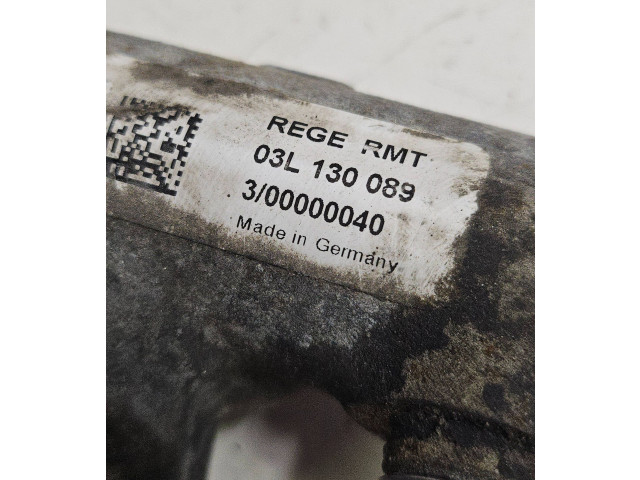 REGE RMT
03L 130 089
3/00000040
Made in Germany